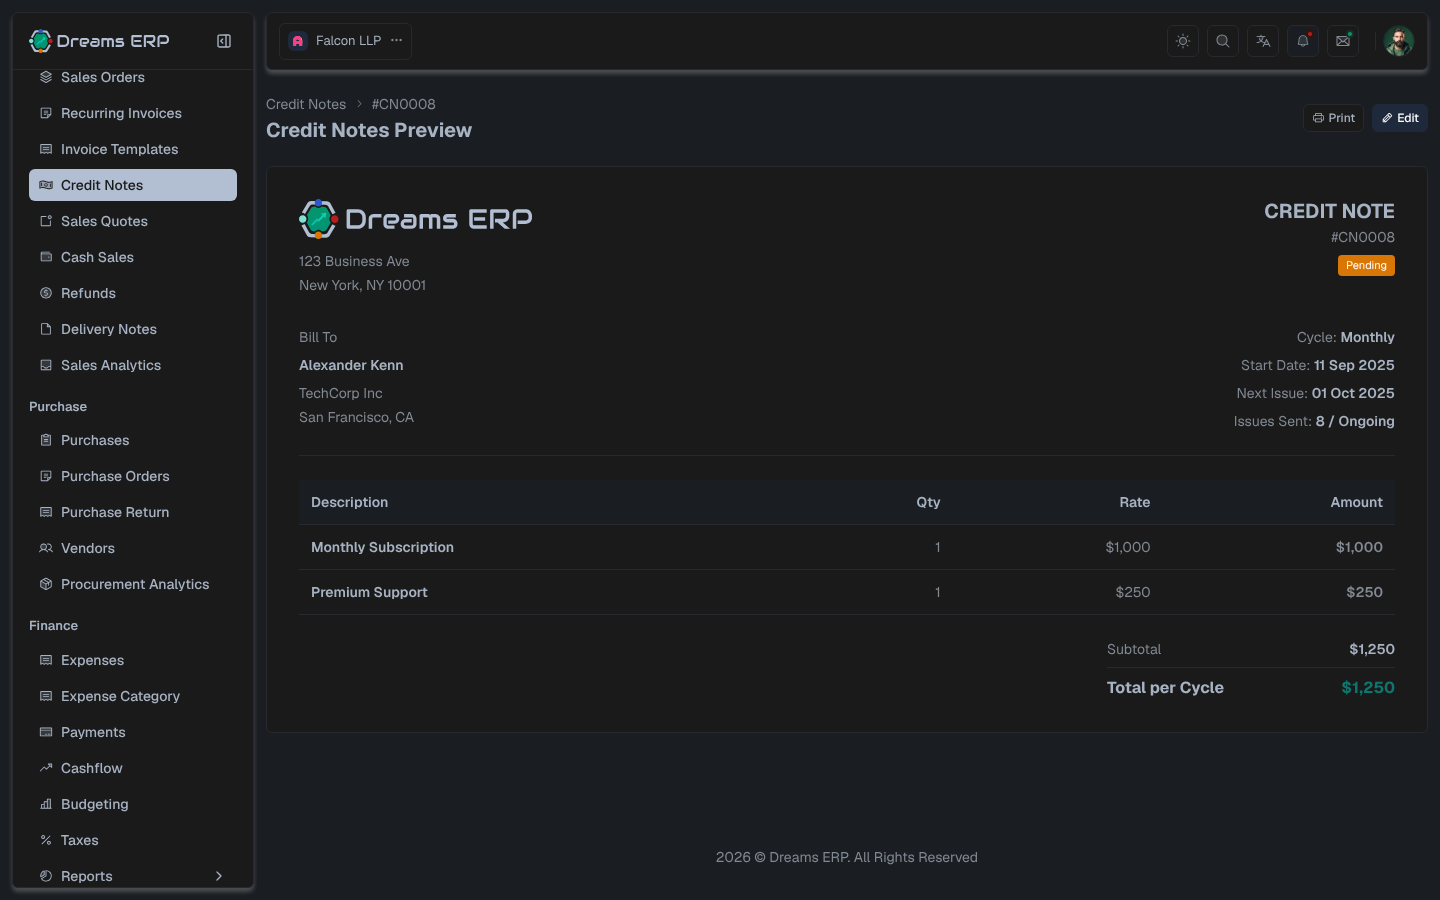 Dreams ERP
Sales Orders
Recurring Invoices
Invoice Templates
Credit Notes
Sales Quotes
Cash Sales
Refunds
Delivery Notes
Sales Analytics
Purchase
Purchases
Purchase Orders
Purchase Return
Vendors
Procurement Analytics
Finance
Expenses
Expense Category
Payments
Cashflow
Budgeting
Taxes
Reports
Falcon LLP
Credit Notes > #CN0008
Credit Notes Preview
Print
Edit
Dreams ERP
123 Business Ave
New York, NY 10001
CREDIT NOTE
#CN0008
Pending
Bill To
Alexander Kenn
TechCorp Inc
San Francisco, CA
Cycle: Monthly
Start Date: 11 Sep 2025
Next Issue: 01 Oct 2025
Issues Sent: 8 / Ongoing
Description Qty Rate Amount
Monthly Subscription 1 $1,000 $1,000
Premium Support 1 $250 $250
Subtotal $1,250
Total per Cycle $1,250
2026 © Dreams ERP. All Rights Reserved